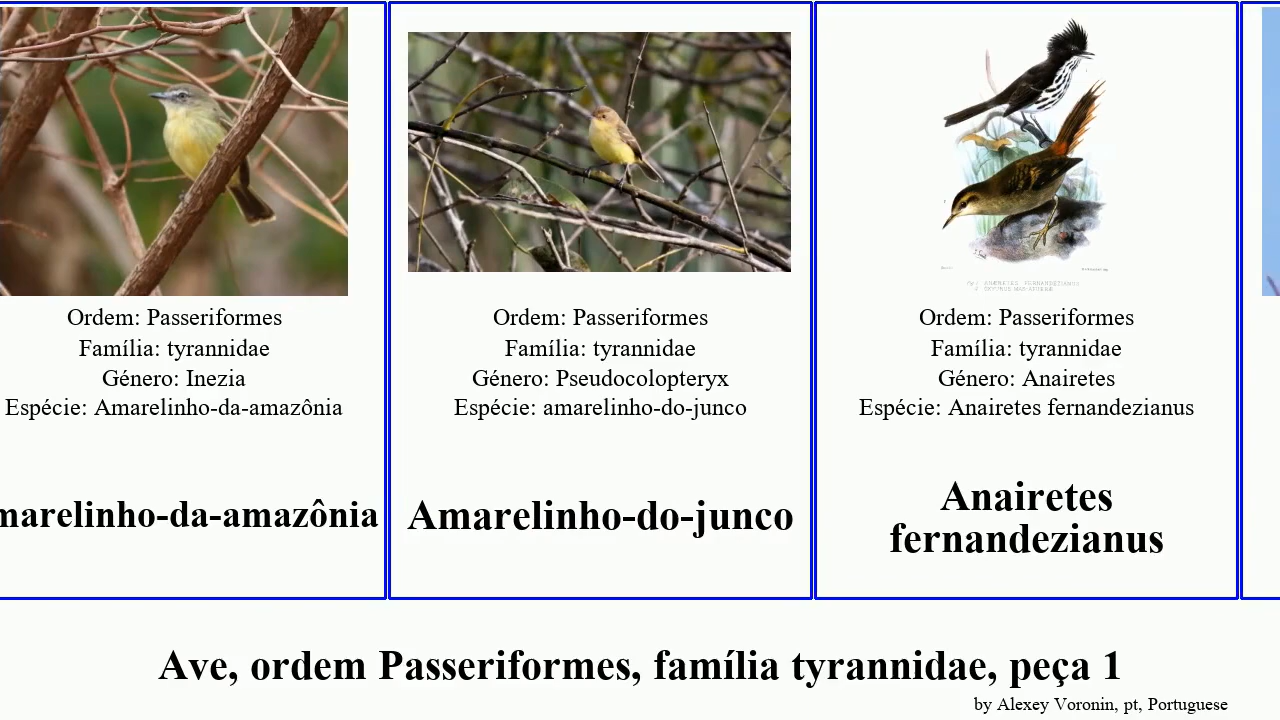 Ordem: Passeriformes
Família: tyrannidae
Género: Inezia
Espécie: Amarelinho-da-amazônia
marelinho-da-amazônia
Ordem: Passeriformes
Família: tyrannidae
Género: Pseudocolopteryx
Espécie: amarelinho-do-junco
Amarelinho-do-junco
Ordem: Passeriformes
Família: tyrannidae
Género: Anairetes
Espécie: Anairetes fernandezianus
Anairetes
fernandezianus
Ave, ordem Passeriformes, família tyrannidae, peça 1
by Alexey Voronin, pt, Portuguese